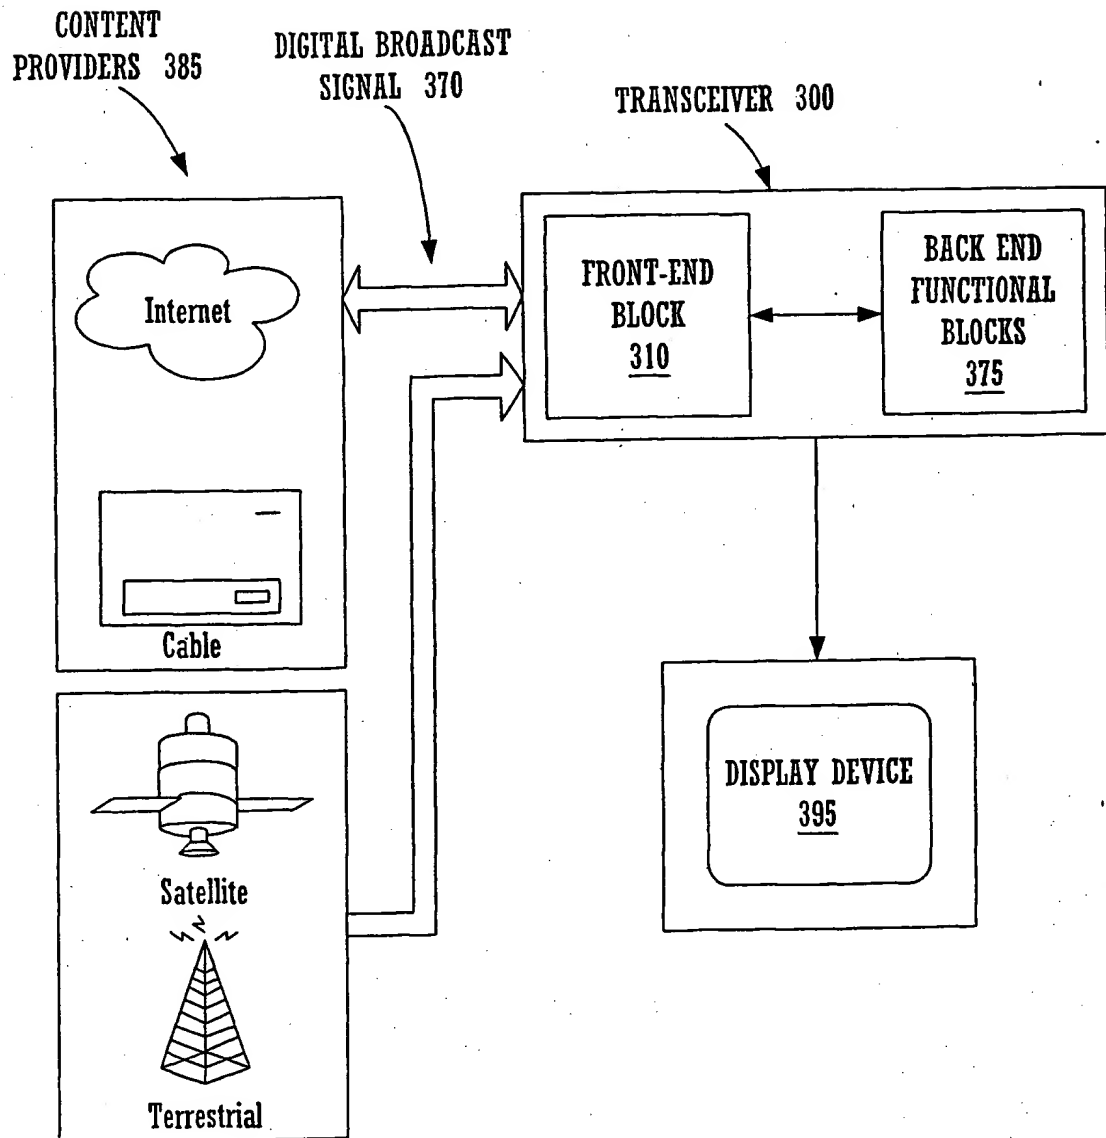 CONTENT
PROVIDERS 385
DIGITAL BROADCAST
SIGNAL 370
TRANSCEIVER 300
Internet
Cable
FRONT-END
BLOCK
310
BACK END
FUNCTIONAL
BLOCKS
375
Satellite
Terrestrial
DISPLAY DEVICE
395